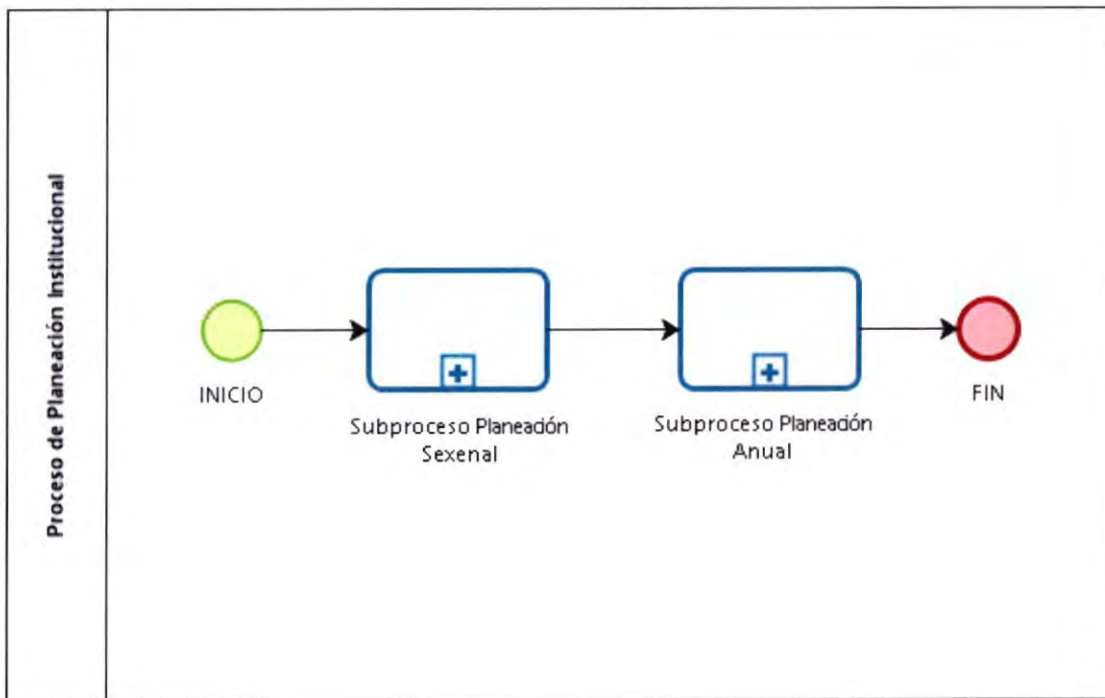 Proceso de Planeación Institucional
INICIO
Subproceso Planeación
Sexenal
Subproceso Planeación
Anual
FIN